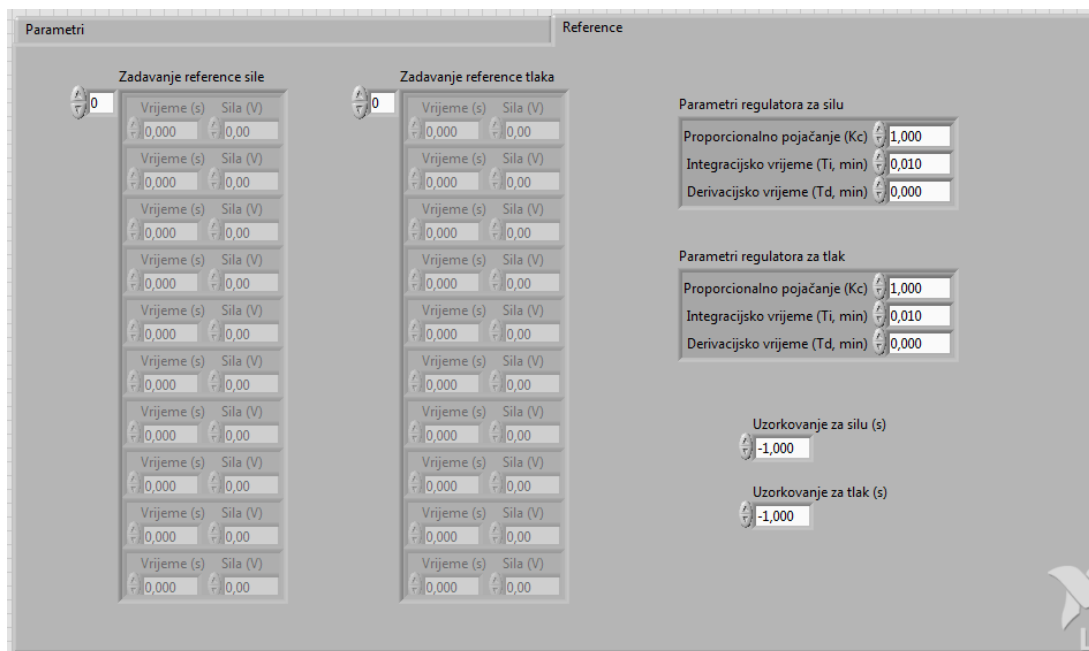 Parametri
Reference
Zadavanje reference sile
0
Vrijeme (s) Sila (V)
0,000 0,00
Vrijeme (s) Sila (V)
0,000 0,00
Vrijeme (s) Sila (V)
0,000 0,00
Vrijeme (s) Sila (V)
0,000 0,00
Vrijeme (s) Sila (V)
0,000 0,00
Vrijeme (s) Sila (V)
0,000 0,00
Vrijeme (s) Sila (V)
0,000 0,00
Vrijeme (s) Sila (V)
0,000 0,00
Vrijeme (s) Sila (V)
0,000 0,00
Vrijeme (s) Sila (V)
0,000 0,00
Zadavanje reference tlaka
0
Vrijeme (s) Sila (V)
0,000 0,00
Vrijeme (s) Sila (V)
0,000 0,00
Vrijeme (s) Sila (V)
0,000 0,00
Vrijeme (s) Sila (V)
0,000 0,00
Vrijeme (s) Sila (V)
0,000 0,00
Vrijeme (s) Sila (V)
0,000 0,00
Vrijeme (s) Sila (V)
0,000 0,00
Vrijeme (s) Sila (V)
0,000 0,00
Vrijeme (s) Sila (V)
0,000 0,00
Vrijeme (s) Sila (V)
0,000 0,00
Parametri regulatora za silu
Proporcionalno pojačanje (Kc) 1,000
Integracijsko vrijeme (Ti, min) 0,010
Derivacijsko vrijeme (Td, min) 0,000
Parametri regulatora za tlak
Proporcionalno pojačanje (Kc) 1,000
Integracijsko vrijeme (Ti, min) 0,010
Derivacijsko vrijeme (Td, min) 0,000
Uzorkovanje za silu (s)
-1,000
Uzorkovanje za tlak (s)
-1,000